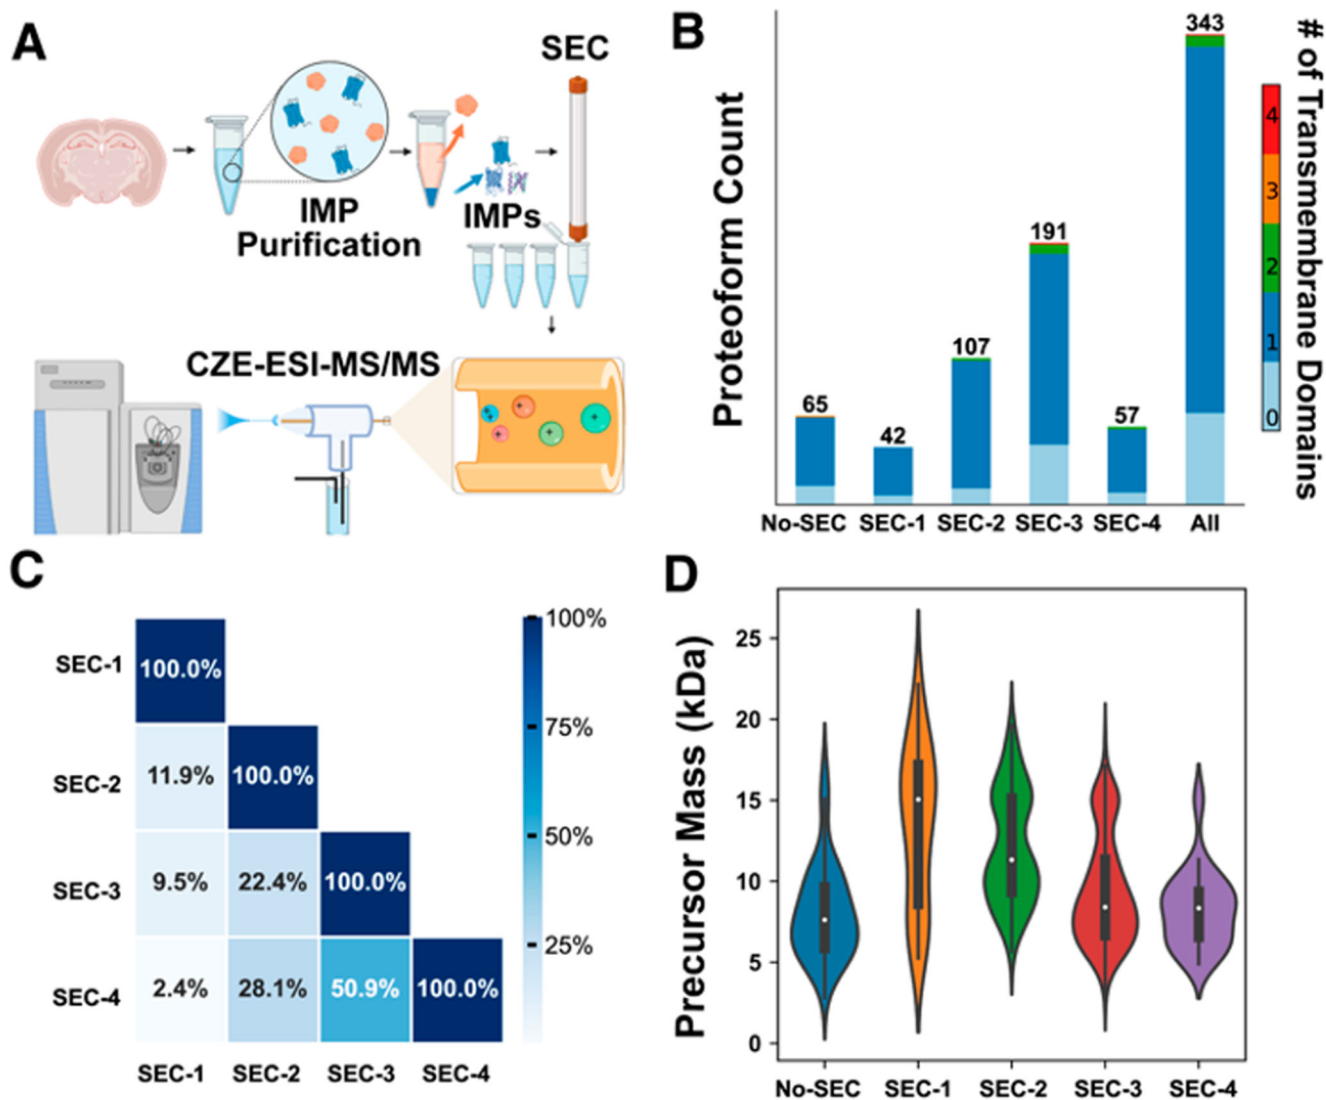 A
SEC
IMP
Purification
IMPs
CZE-ESI-MS/MS
B
Proteoform Count
65
42
107
191
57
343
No-SEC SEC-1 SEC-2 SEC-3 SEC-4 All
4
3
2
1
0
# of Transmembrane Domains
C
SEC-1
100.0%
SEC-2
11.9% 100.0%
SEC-3
9.5% 22.4% 100.0%
SEC-4
2.4% 28.1% 50.9% 100.0%
SEC-1 SEC-2 SEC-3 SEC-4
100%
75%
50%
25%
D
Precursor Mass (kDa)
25
20
15
10
5
0
No-SEC SEC-1 SEC-2 SEC-3 SEC-4